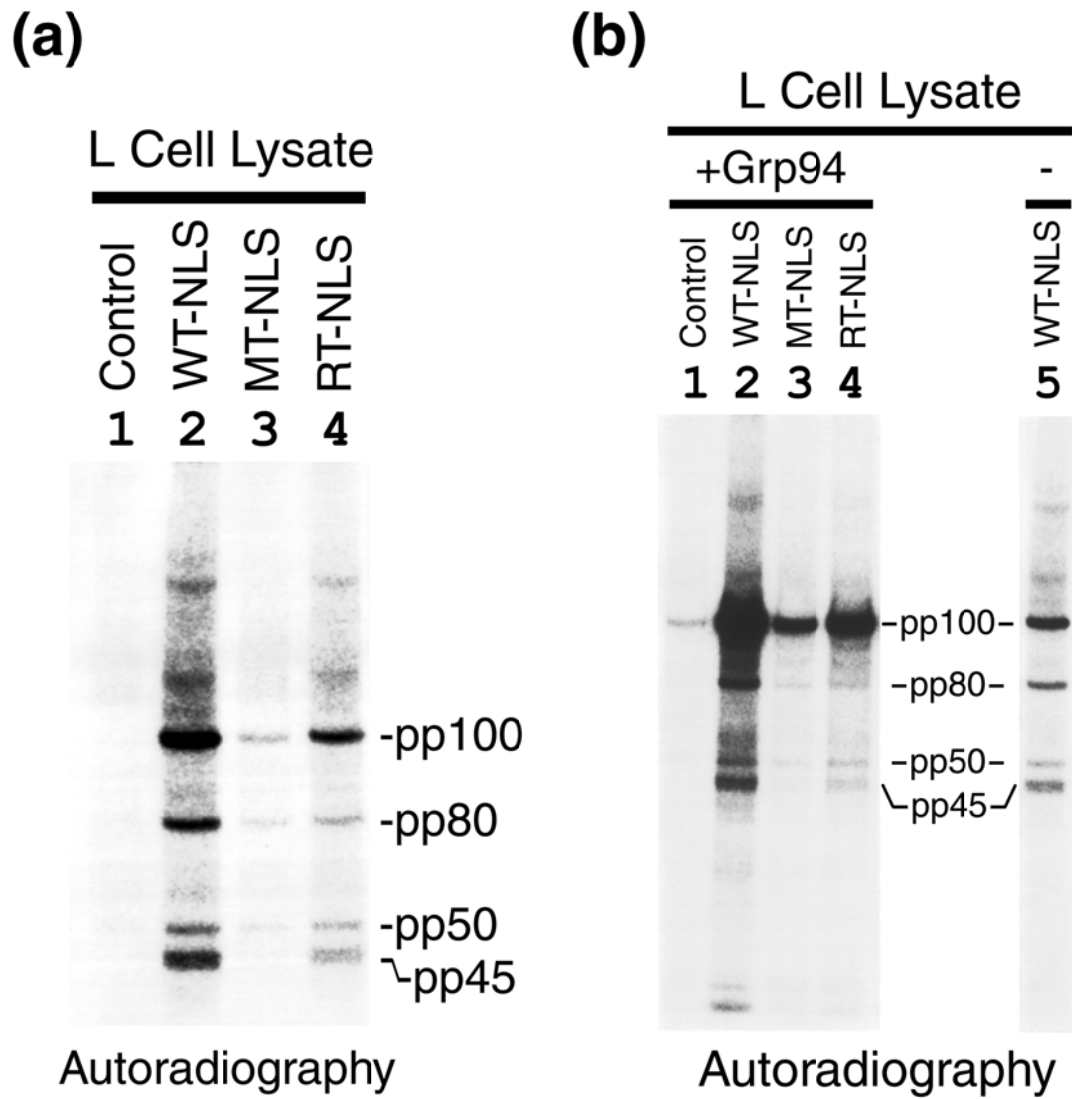 (a)
L Cell Lysate
Control
WT-NLS
MT-NLS
RT-NLS
1 2 3 4
-pp100
-pp80
-pp50
-pp45
Autoradiography
(b)
L Cell Lysate
+Grp94
-
Control
WT-NLS
MT-NLS
RT-NLS
WT-NLS
1 2 3 4 5
-pp100-
-pp80-
-pp50-
pp45
Autoradiography